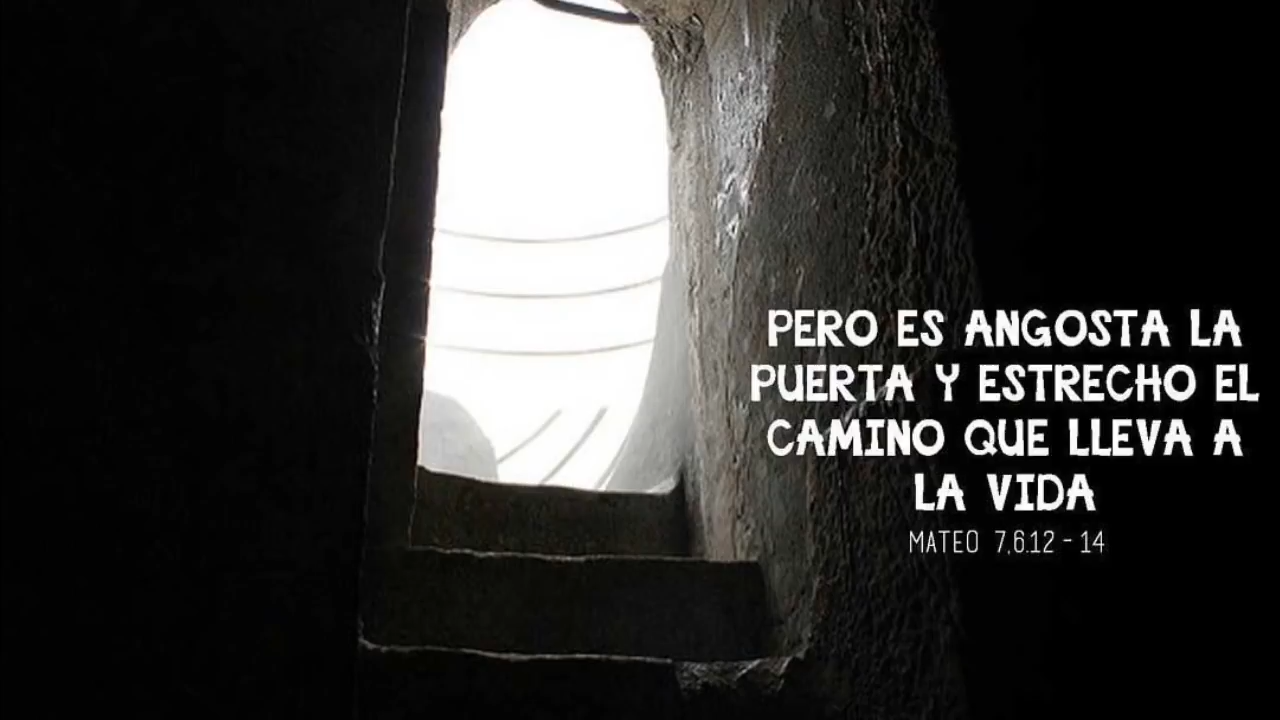 PERO ES ANGOSTA LA
PUERTA Y ESTRECHO EL
CAMINO QUE LLEVA A
LA VIDA
MATEO 7,6.12 - 14